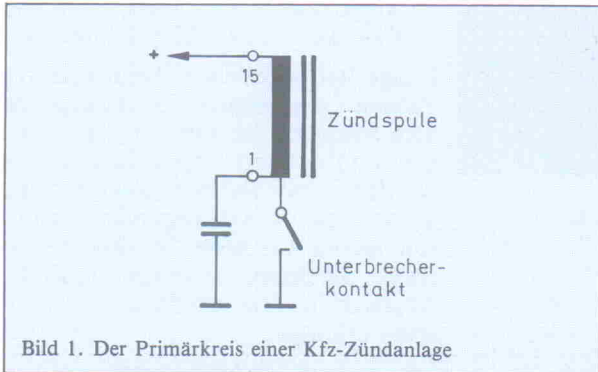 +
15
Zündspule
1
Unterbrecher-
kontakt
Bild 1. Der Primärkreis einer Kfz-Zündanlage